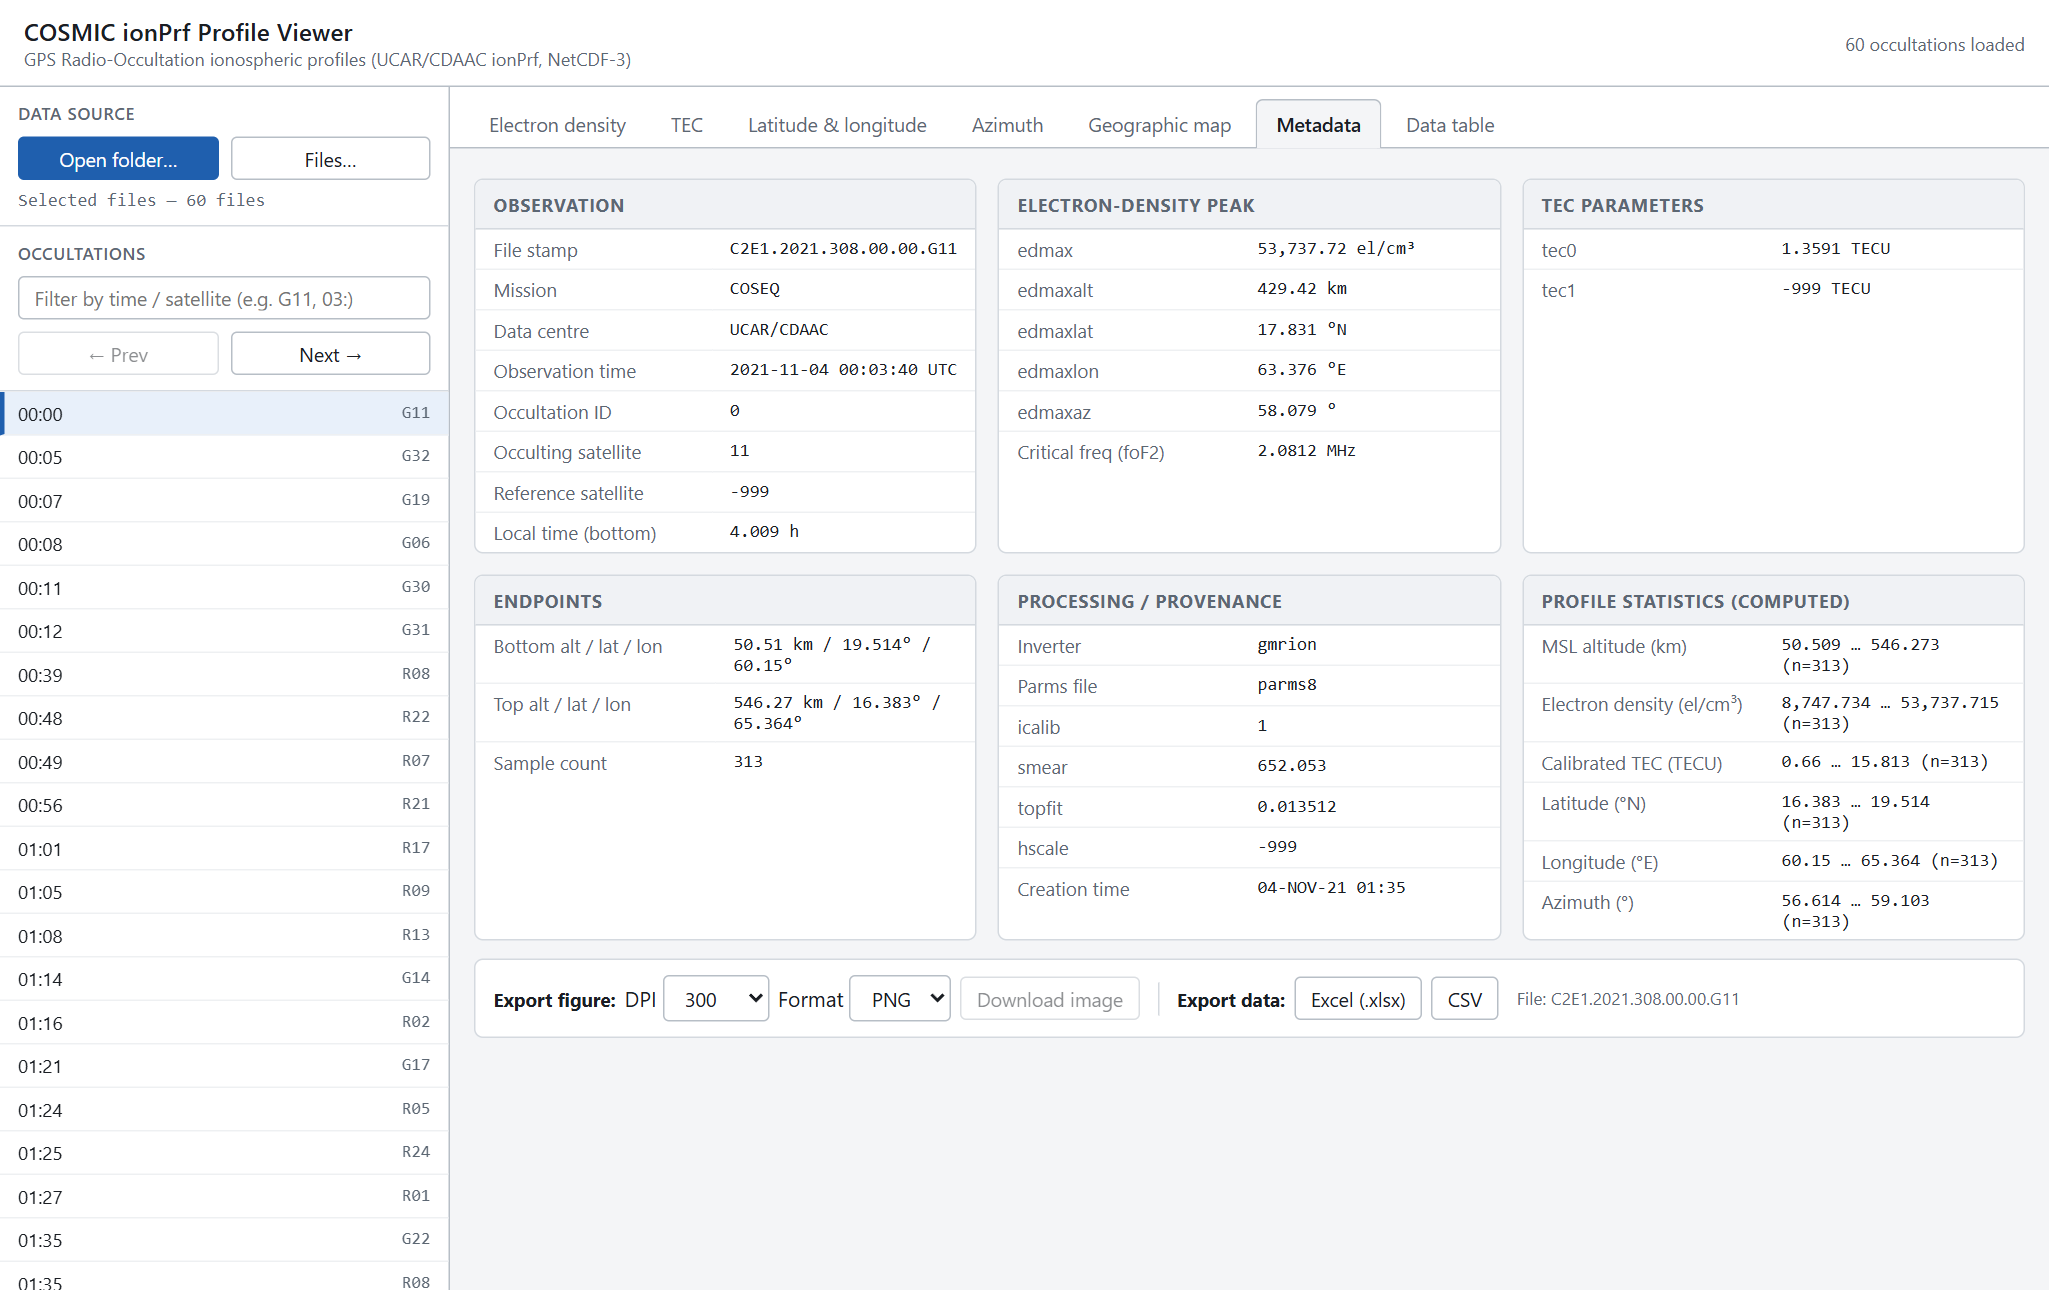 COSMIC ionPrf Profile Viewer
GPS Radio-Occultation ionospheric profiles (UCAR/CDAAC ionPrf, NetCDF-3)
60 occultations loaded
DATA SOURCE
Open folder...
Files...
Selected files — 60 files
OCCULTATIONS
Filter by time / satellite (e.g. G11, 03:)
← Prev
Next →
00:00 G11
00:05 G32
00:07 G19
00:08 G06
00:11 G30
00:12 G31
00:39 R08
00:48 R22
00:49 R07
00:56 R21
01:01 R17
01:05 R09
01:08 R13
01:14 G14
01:16 R02
01:21 G17
01:24 R05
01:25 R24
01:27 R01
01:35 G22
01:35 R08
Electron density
TEC
Latitude & longitude
Azimuth
Geographic map
Metadata
Data table
OBSERVATION
File stamp C2E1.2021.308.00.00.G11
Mission COSEQ
Data centre UCAR/CDAAC
Observation time 2021-11-04 00:03:40 UTC
Occultation ID 0
Occulting satellite 11
Reference satellite -999
Local time (bottom) 4.009 h
ELECTRON-DENSITY PEAK
edmax 53,737.72 el/cm³
edmaxalt 429.42 km
edmaxlat 17.831 °N
edmaxlon 63.376 °E
edmaxaz 58.079 °
Critical freq (foF2) 2.0812 MHz
TEC PARAMETERS
tec0 1.3591 TECU
tec1 -999 TECU
ENDPOINTS
Bottom alt / lat / lon 50.51 km / 19.514° /
60.15°
Top alt / lat / lon 546.27 km / 16.383° /
65.364°
Sample count 313
PROCESSING / PROVENANCE
Inverter gmrion
Parms file parms8
icalib 1
smear 652.053
topfit 0.013512
hscale -999
Creation time 04-NOV-21 01:35
PROFILE STATISTICS (COMPUTED)
MSL altitude (km) 50.509 … 546.273
(n=313)
Electron density (el/cm³) 8,747.734 … 53,737.715
(n=313)
Calibrated TEC (TECU) 0.66 … 15.813 (n=313)
Latitude (°N) 16.383 … 19.514
(n=313)
Longitude (°E) 60.15 … 65.364 (n=313)
Azimuth (°) 56.614 … 59.103
(n=313)
Export figure: DPI 300 Format PNG Download image Export data: Excel (.xlsx) CSV File: C2E1.2021.308.00.00.G11